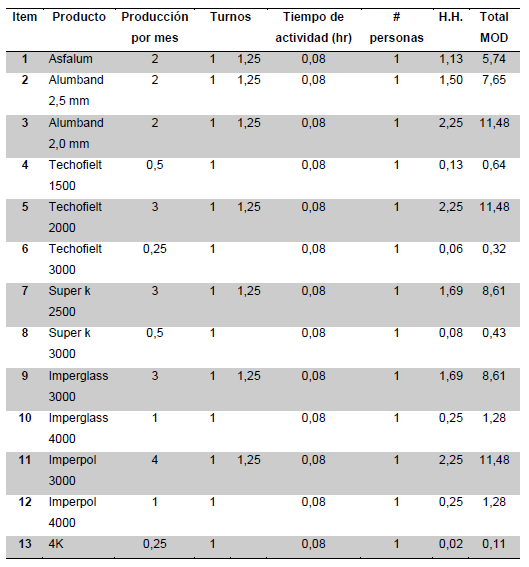 Item Producto Producción por mes Turnos Tiempo de actividad (hr) # personas H.H. Total MOD
1 Asfalum 2 1 1,25 0,08 1 1,13 5,74
2 Alumband 2,5 mm 2 1 1,25 0,08 1 1,50 7,65
3 Alumband 2,0 mm 2 1 1,25 0,08 1 2,25 11,48
4 Techofielt 1500 0,5 1 0,08 1 0,13 0,64
5 Techofielt 2000 3 1 1,25 0,08 1 2,25 11,48
6 Techofielt 3000 0,25 1 0,08 1 0,06 0,32
7 Super k 2500 3 1 1,25 0,08 1 1,69 8,61
8 Super k 3000 0,5 1 0,08 1 0,08 0,43
9 Imperglass 3000 3 1 1,25 0,08 1 1,69 8,61
10 Imperglass 4000 1 1 0,08 1 0,25 1,28
11 Imperpol 3000 4 1 1,25 0,08 1 2,25 11,48
12 Imperpol 4000 1 1 0,08 1 0,25 1,28
13 4K 0,25 1 0,08 1 0,02 0,11